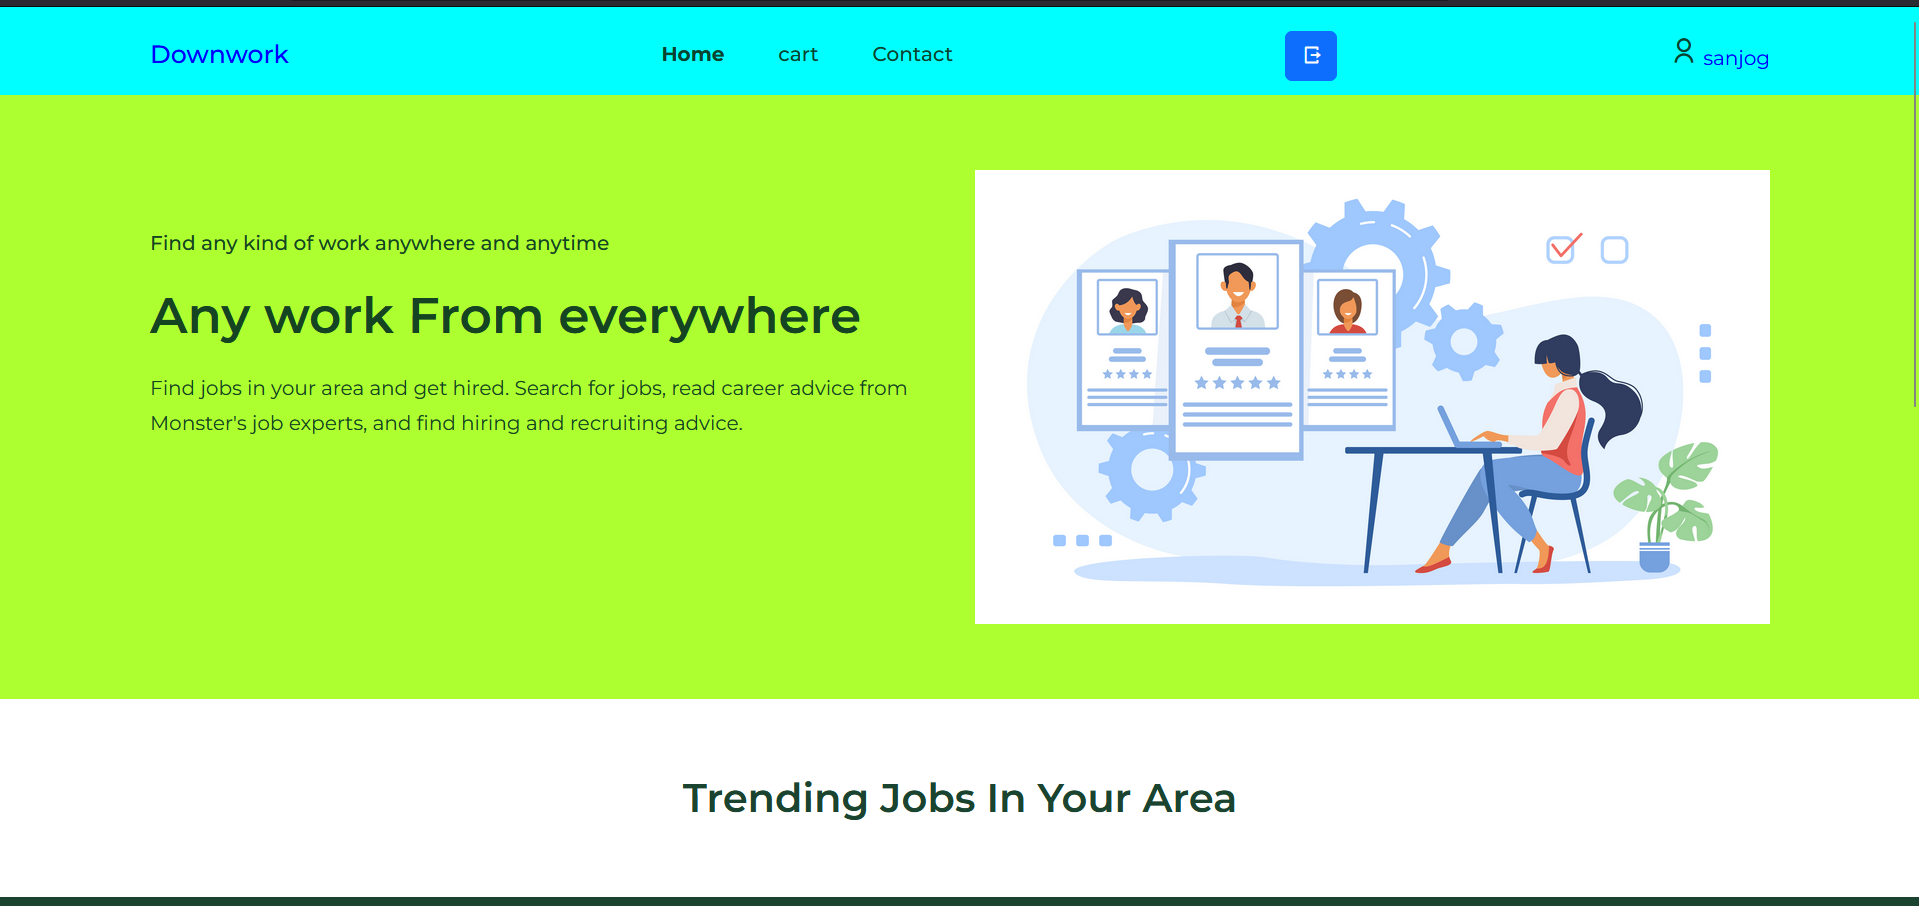 Downwork
Home
cart
Contact
sanjog
Find any kind of work anywhere and anytime
Any work From everywhere
Find jobs in your area and get hired. Search for jobs, read career advice from
Monster's job experts, and find hiring and recruiting advice.
Trending Jobs In Your Area